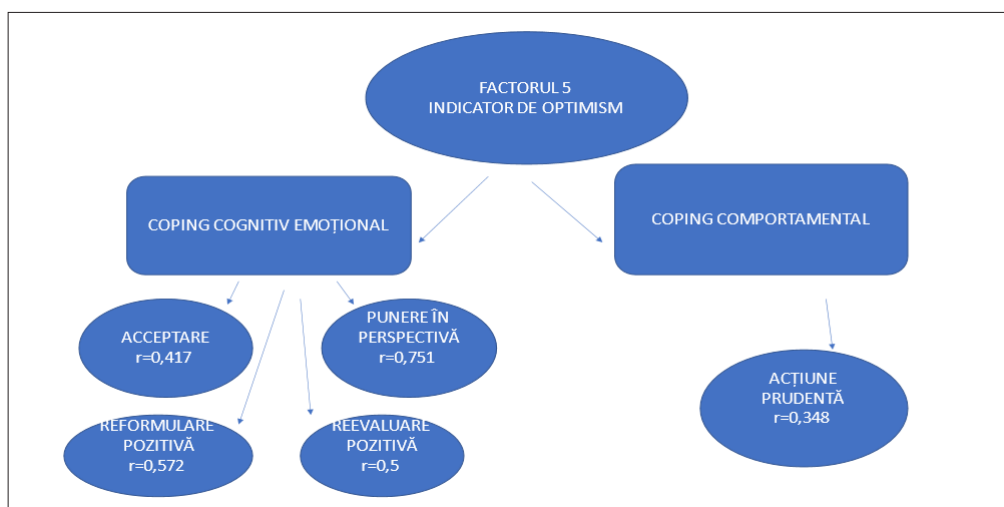 FACTORUL 5
INDICATOR DE OPTIMISM
COPING COGNITIV EMOȚIONAL
COPING COMPORTAMENTAL
ACCEPTARE
r=0,417
PUNERE ÎN
PERSPECTIVĂ
r=0,751
ACȚIUNE
PRUDENTĂ
r=0,348
REFORMULARE
POZITIVĂ
r=0,572
REEVALUARE
POZITIVĂ
r=0,5